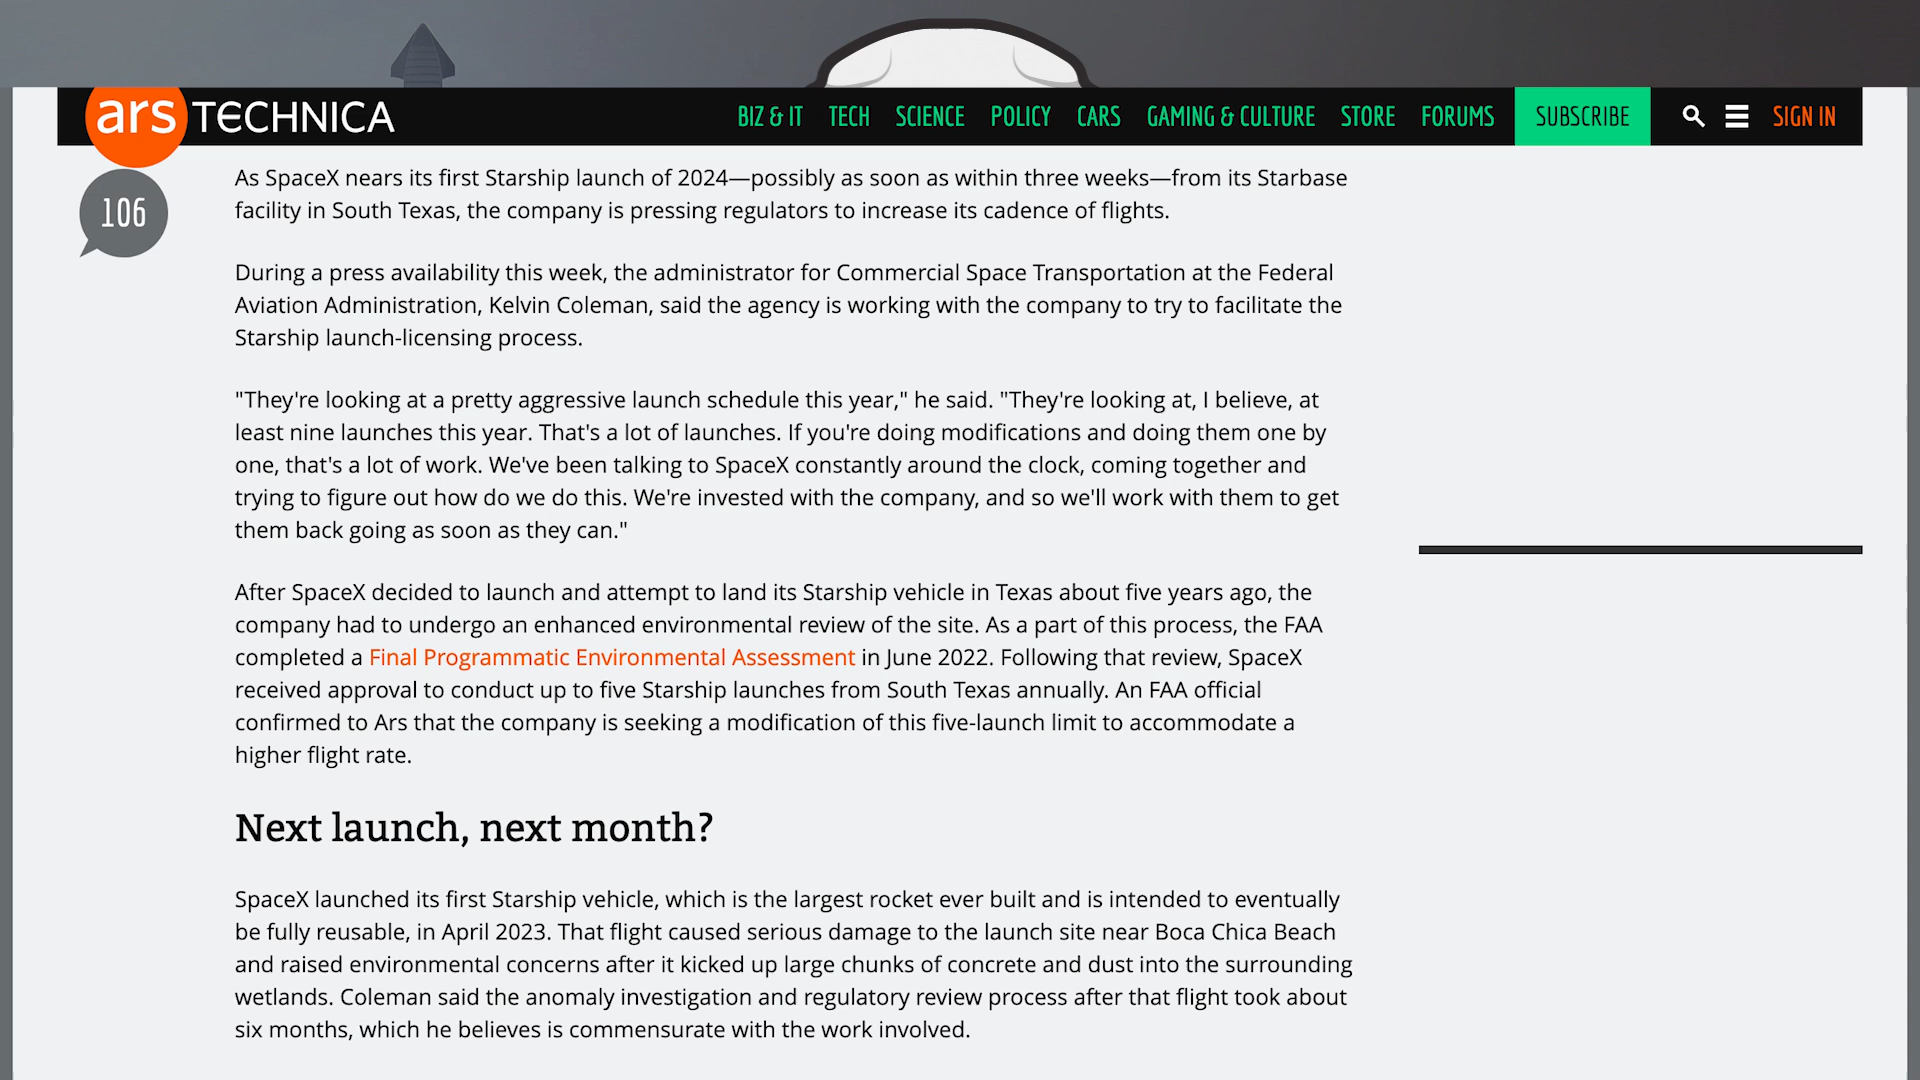 ars TECHNICA
BIZ & IT TECH SCIENCE POLICY CARS GAMING & CULTURE STORE FORUMS SUBSCRIBE SIGN IN
106
As SpaceX nears its first Starship launch of 2024—possibly as soon as within three weeks—from its Starbase
facility in South Texas, the company is pressing regulators to increase its cadence of flights.
During a press availability this week, the administrator for Commercial Space Transportation at the Federal
Aviation Administration, Kelvin Coleman, said the agency is working with the company to try to facilitate the
Starship launch-licensing process.
"They're looking at a pretty aggressive launch schedule this year," he said. "They're looking at, I believe, at
least nine launches this year. That's a lot of launches. If you're doing modifications and doing them one by
one, that's a lot of work. We've been talking to SpaceX constantly around the clock, coming together and
trying to figure out how do we do this. We're invested with the company, and so we'll work with them to get
them back going as soon as they can."
After SpaceX decided to launch and attempt to land its Starship vehicle in Texas about five years ago, the
company had to undergo an enhanced environmental review of the site. As a part of this process, the FAA
completed a Final Programmatic Environmental Assessment in June 2022. Following that review, SpaceX
received approval to conduct up to five Starship launches from South Texas annually. An FAA official
confirmed to Ars that the company is seeking a modification of this five-launch limit to accommodate a
higher flight rate.
Next launch, next month?
SpaceX launched its first Starship vehicle, which is the largest rocket ever built and is intended to eventually
be fully reusable, in April 2023. That flight caused serious damage to the launch site near Boca Chica Beach
and raised environmental concerns after it kicked up large chunks of concrete and dust into the surrounding
wetlands. Coleman said the anomaly investigation and regulatory review process after that flight took about
six months, which he believes is commensurate with the work involved.